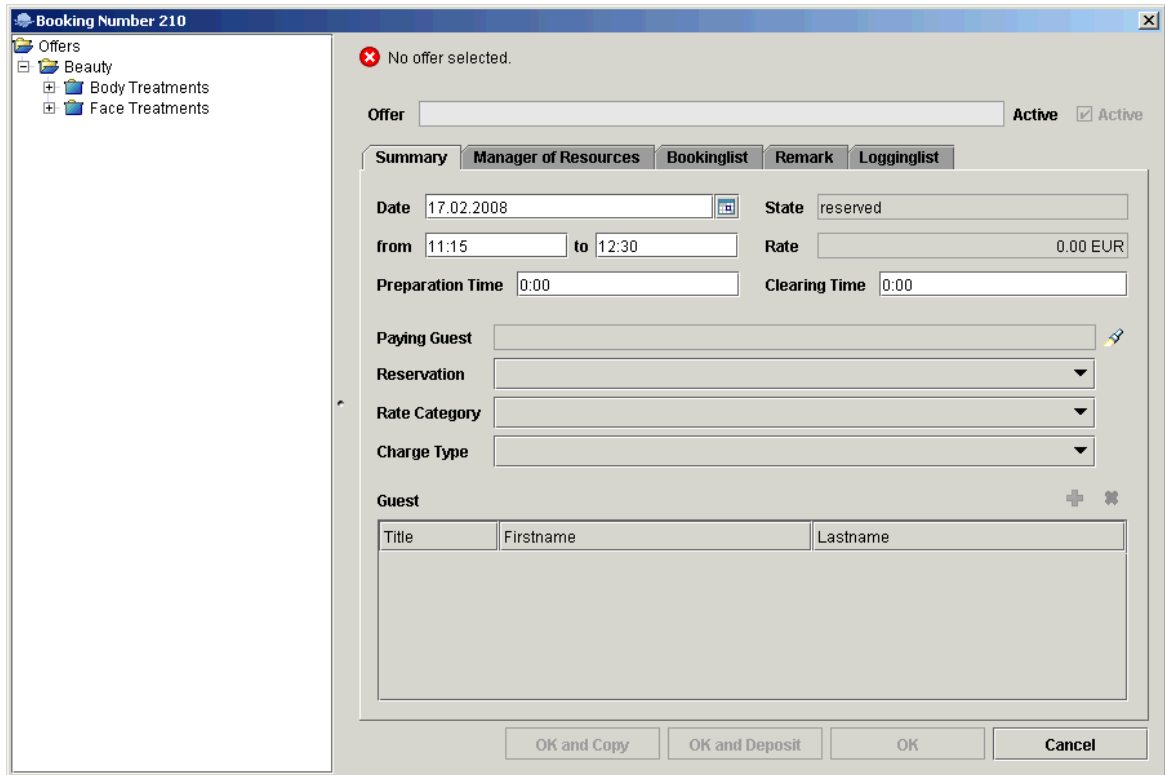 Booking Number 210
Offers
Beauty
Body Treatments
Face Treatments
No offer selected.
Offer Active Active
Summary Manager of Resources Bookinglist Remark Logginglist
Date 17.02.2008 State reserved
from 11:15 to 12:30 Rate 0.00 EUR
Preparation Time 0:00 Clearing Time 0:00
Paying Guest
Reservation
Rate Category
Charge Type
Guest
Title Firstname Lastname
OK and Copy OK and Deposit OK Cancel